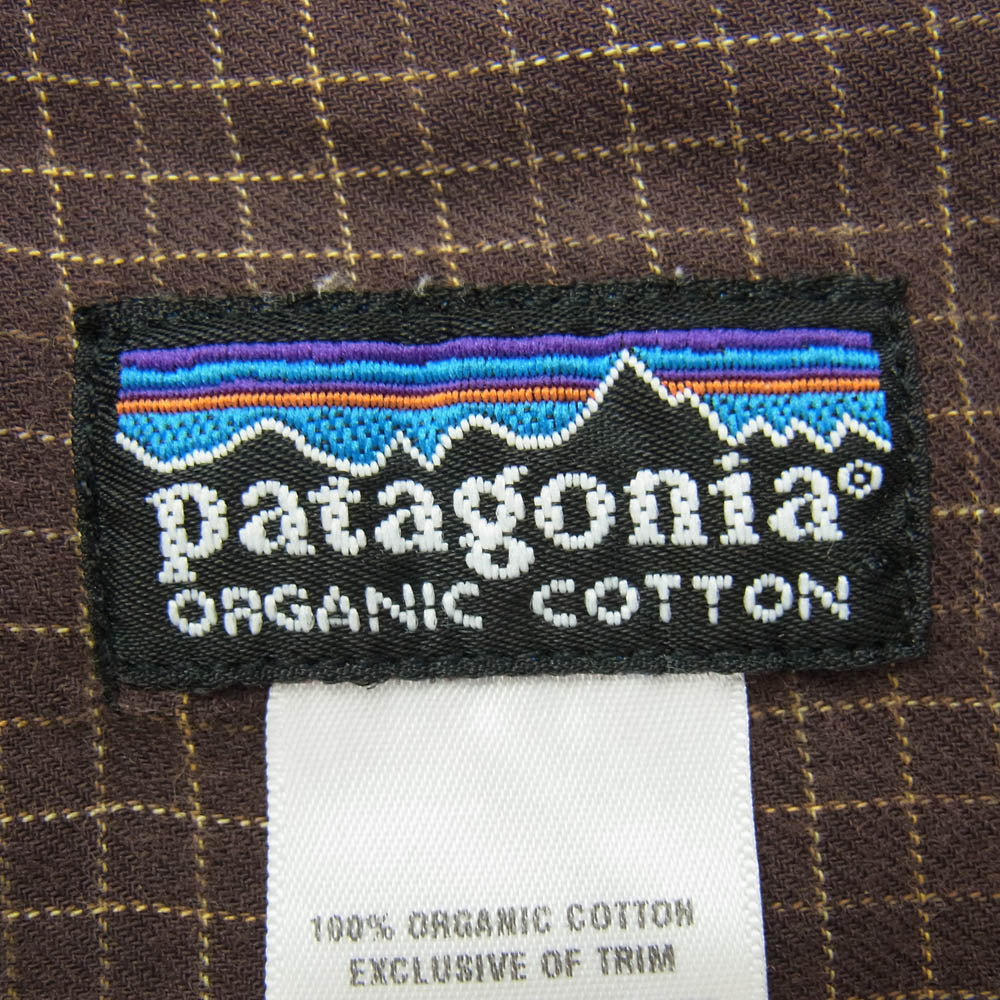 patagonia®
ORGANIC COTTON
100% ORGANIC COTTON
EXCLUSIVE OF TRIM